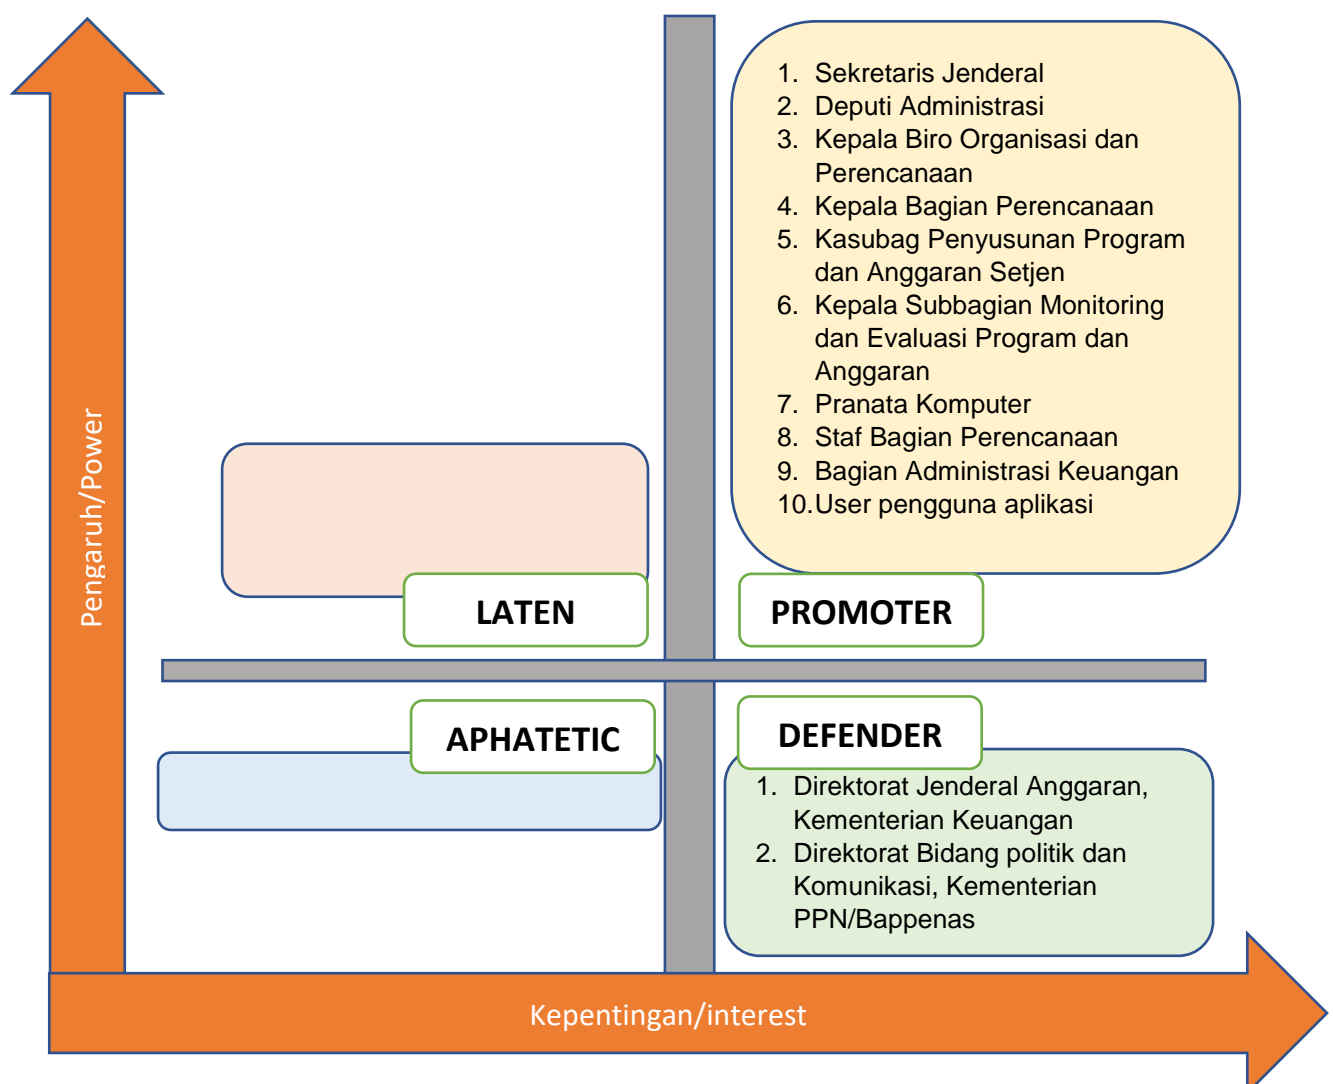 1. Sekretaris Jenderal
2. Deputi Administrasi
3. Kepala Biro Organisasi dan
Perencanaan
4. Kepala Bagian Perencanaan
5. Kasubag Penyusunan Program
dan Anggaran Setjen
6. Kepala Subbagian Monitoring
dan Evaluasi Program dan
Anggaran
7. Pranata Komputer
8. Staf Bagian Perencanaan
9. Bagian Administrasi Keuangan
10.User pengguna aplikasi
Pengaruh/Power
LATEN
PROMOTER
APHATETIC
DEFENDER
1. Direktorat Jenderal Anggaran,
Kementerian Keuangan
2. Direktorat Bidang politik dan
Komunikasi, Kementerian
PPN/Bappenas
Kepentingan/interest